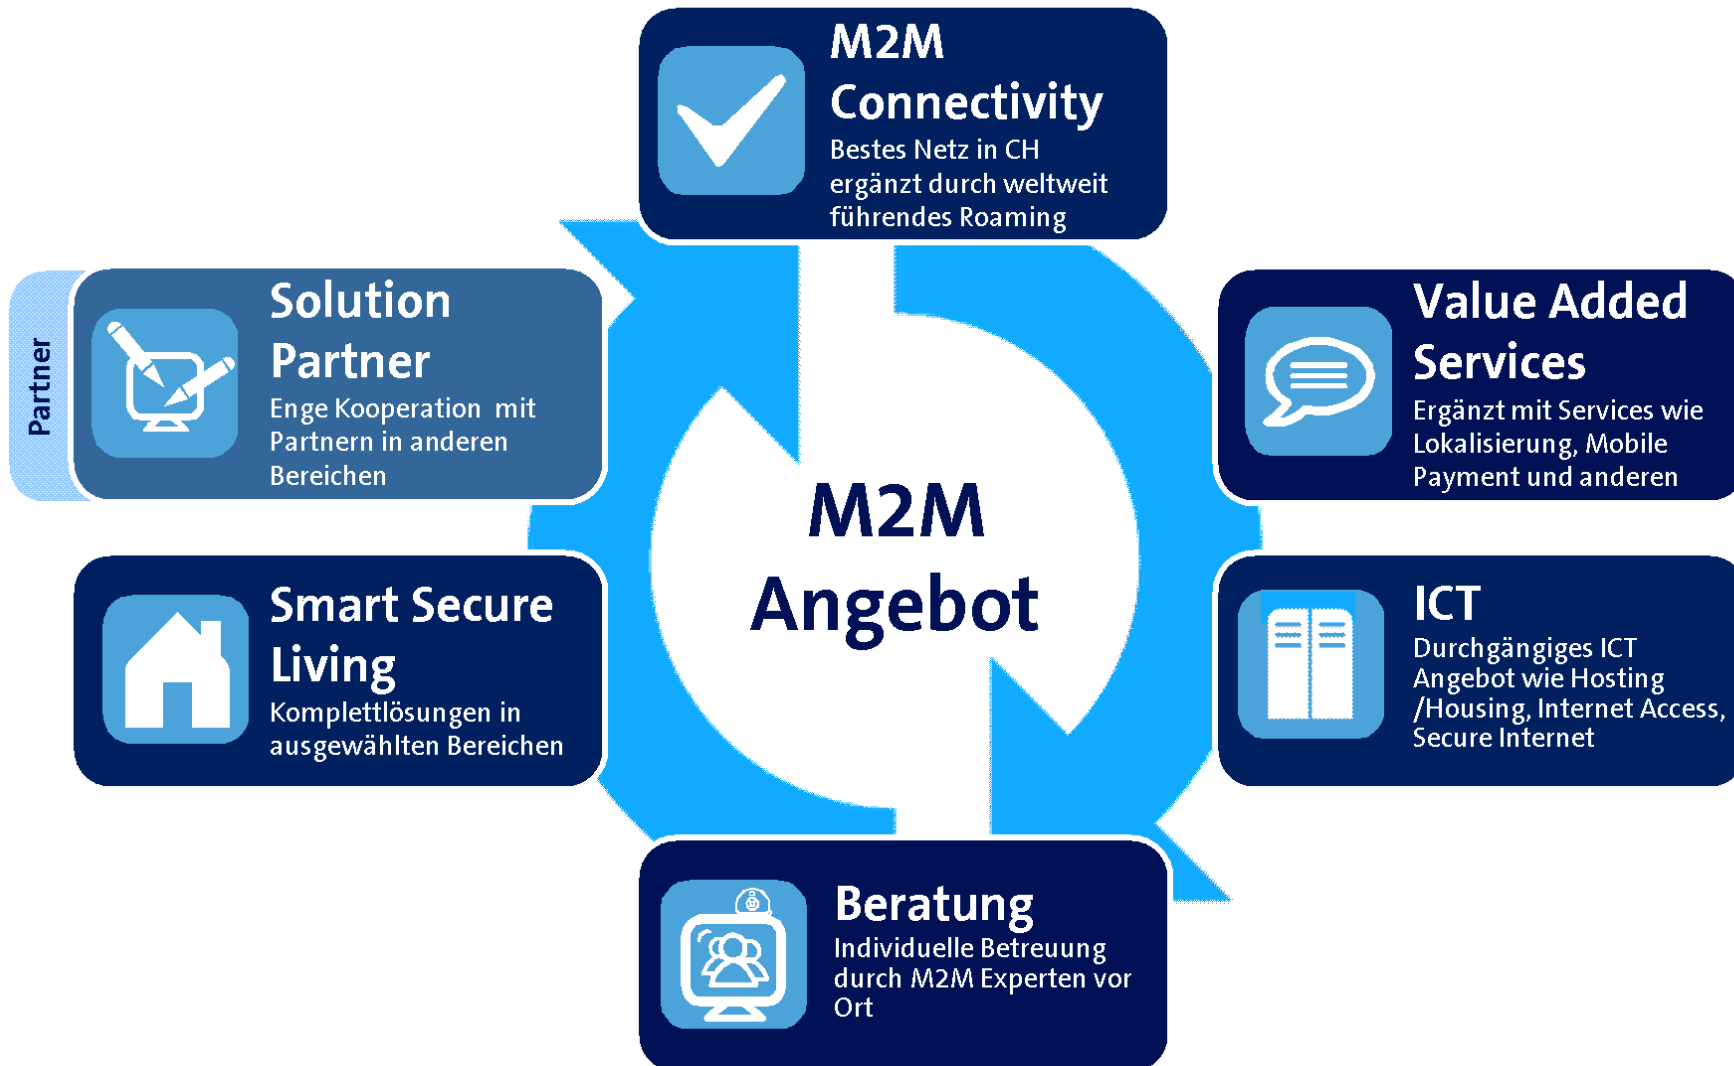 M2M
Connectivity
Bestes Netz in CH
ergänzt durch weltweit
führendes Roaming
Value Added
Services
Ergänzt mit Services wie
Lokalisierung, Mobile
Payment und anderen
ICT
Durchgängiges ICT
Angebot wie Hosting
/Housing, Internet Access,
Secure Internet
Beratung
Individuelle Betreuung
durch M2M Experten vor
Ort
Smart Secure
Living
Komplettlösungen in
ausgewählten Bereichen
Partner
Solution
Partner
Enge Kooperation  mit
Partnern in anderen
Bereichen
M2M
Angebot